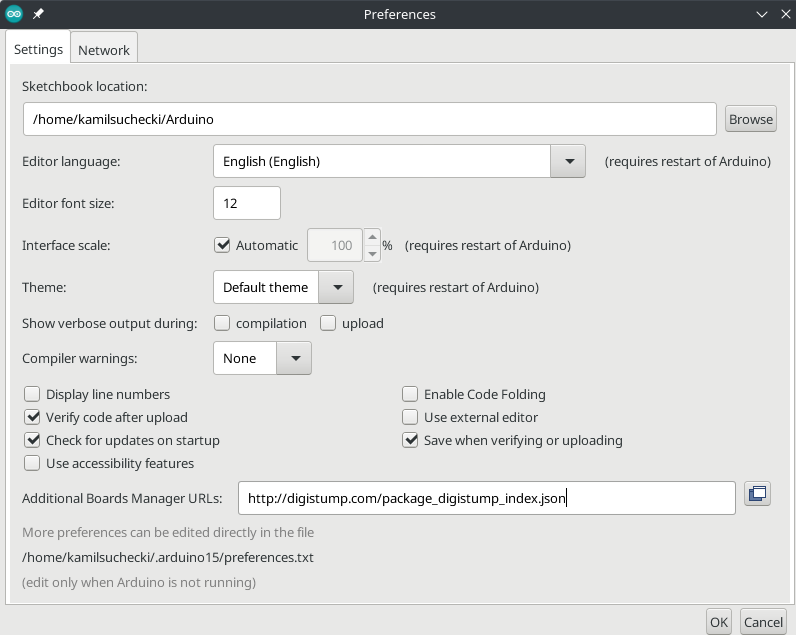 Preferences
Settings Network
Sketchbook location:
/home/kamilsuchecki/Arduino Browse
Editor language: English (English) (requires restart of Arduino)
Editor font size: 12
Interface scale: Automatic 100 % (requires restart of Arduino)
Theme: Default theme (requires restart of Arduino)
Show verbose output during: compilation upload
Compiler warnings: None
Display line numbers Enable Code Folding
Verify code after upload Use external editor
Check for updates on startup Save when verifying or uploading
Use accessibility features
Additional Boards Manager URLs: http://digistump.com/package_digistump_index.json
More preferences can be edited directly in the file
/home/kamilsuchecki/.arduino15/preferences.txt
(edit only when Arduino is not running)
OK Cancel